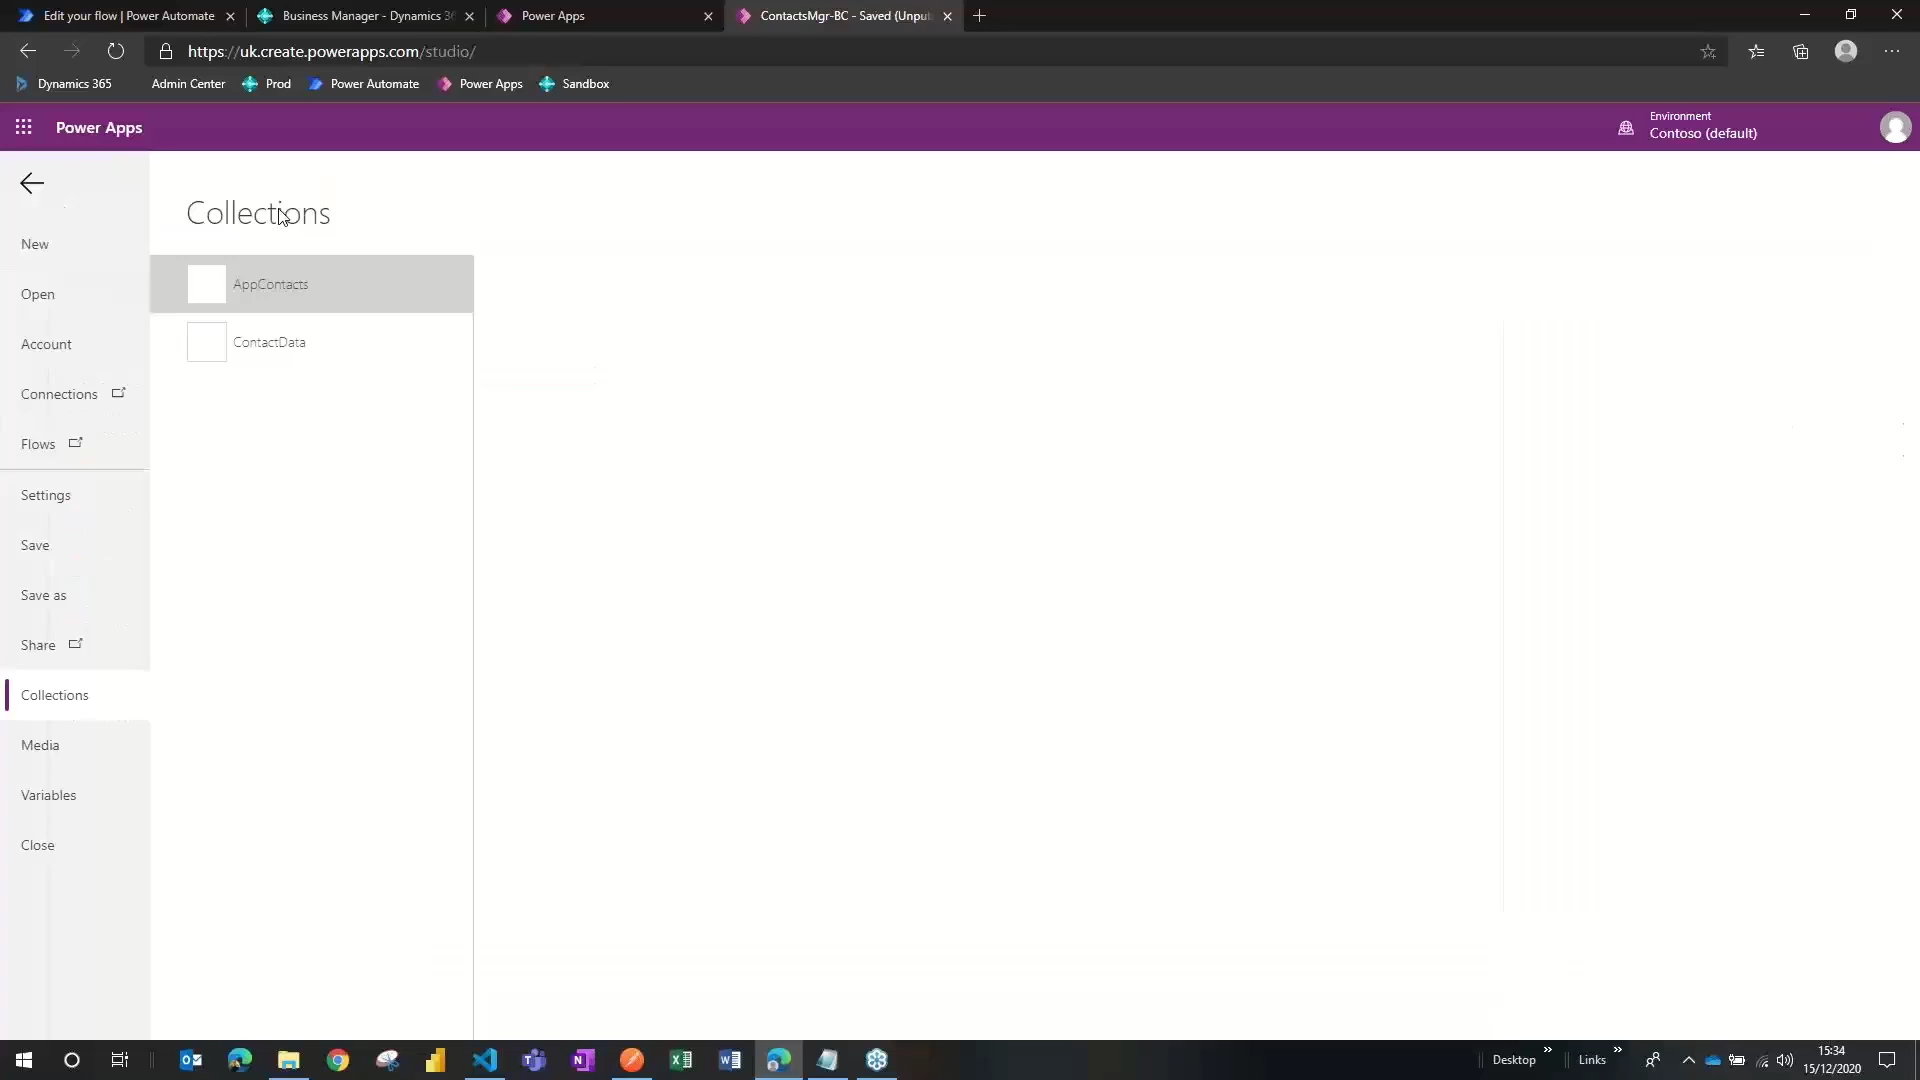 Edit your flow | Power Automate
Business Manager - Dynamics 36
Power Apps
ContactsMgr-BC - Saved (Unpu
https://uk.create.powerapps.com/studio/
Dynamics 365
Admin Center
Prod
Power Automate
Power Apps
Sandbox
Power Apps
Environment
Contoso (default)
Collections
New
Open
Account
Connections
Flows
Settings
Save
Save as
Share
Collections
Media
Variables
Close
AppContacts
ContactData
Desktop
Links
15:34
15/12/2020